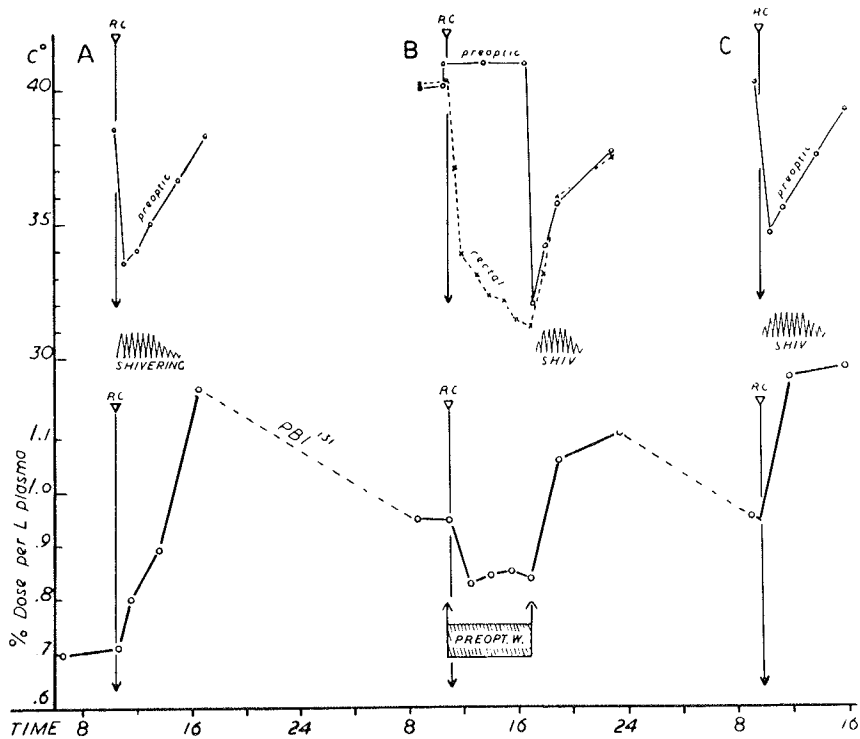 RC
RC
RC
A
B
C
C°
40
35
30
preoptic
preoptic
rectal
preoptic
SHIVERING
SHIV
SHIV
RC
RC
RC
PBI 131
% Dose per L plasma
1.1
1.0
.9
.8
.7
.6
PREOPT. W.
TIME
8
16
24
8
16
24
8
16